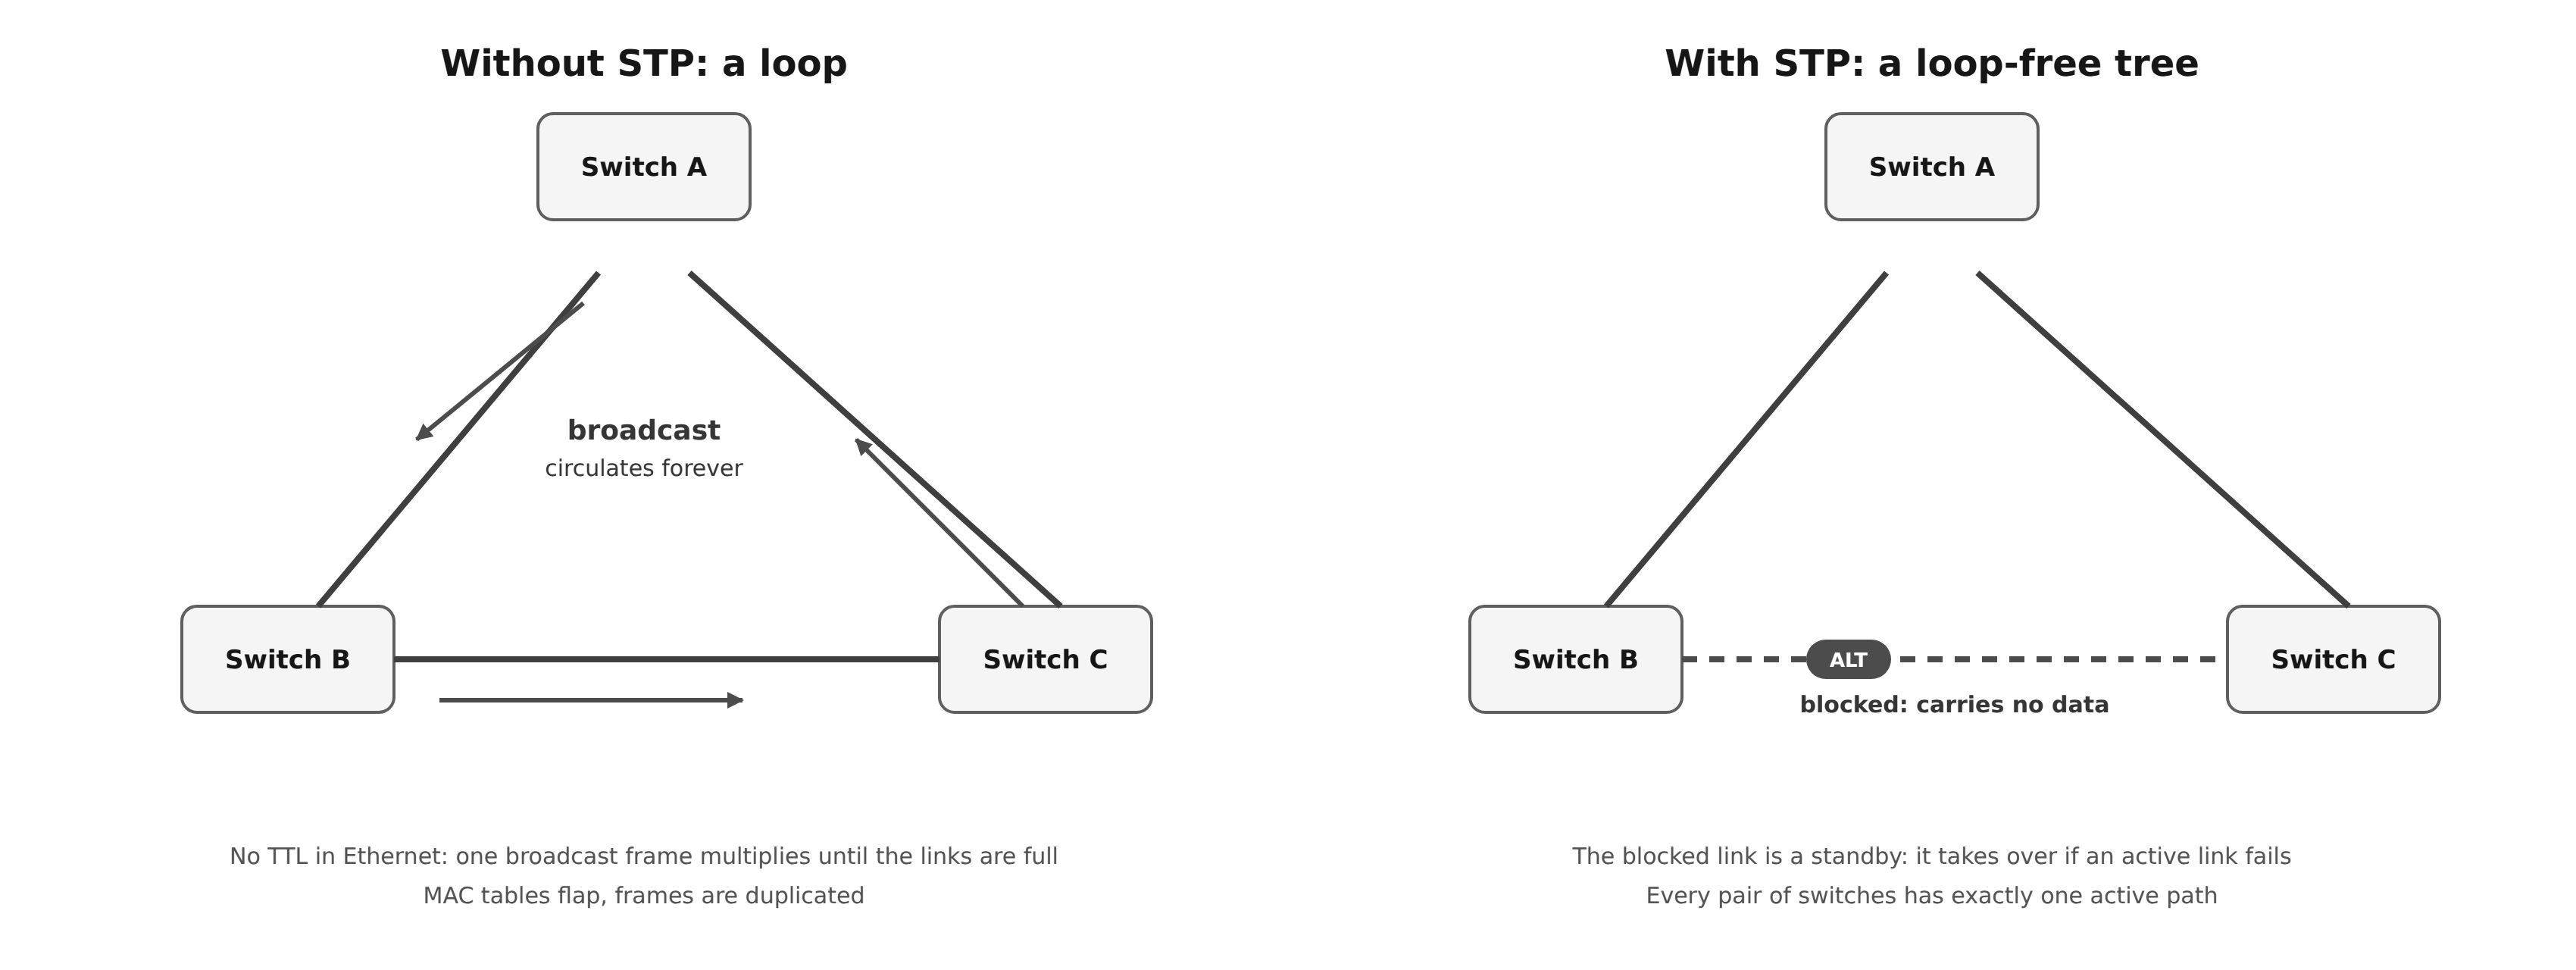 Without STP: a loop
Switch A
broadcast
circulates forever
Switch B
Switch C
No TTL in Ethernet: one broadcast frame multiplies until the links are full
MAC tables flap, frames are duplicated
With STP: a loop-free tree
Switch A
Switch B
ALT
Switch C
blocked: carries no data
The blocked link is a standby: it takes over if an active link fails
Every pair of switches has exactly one active path